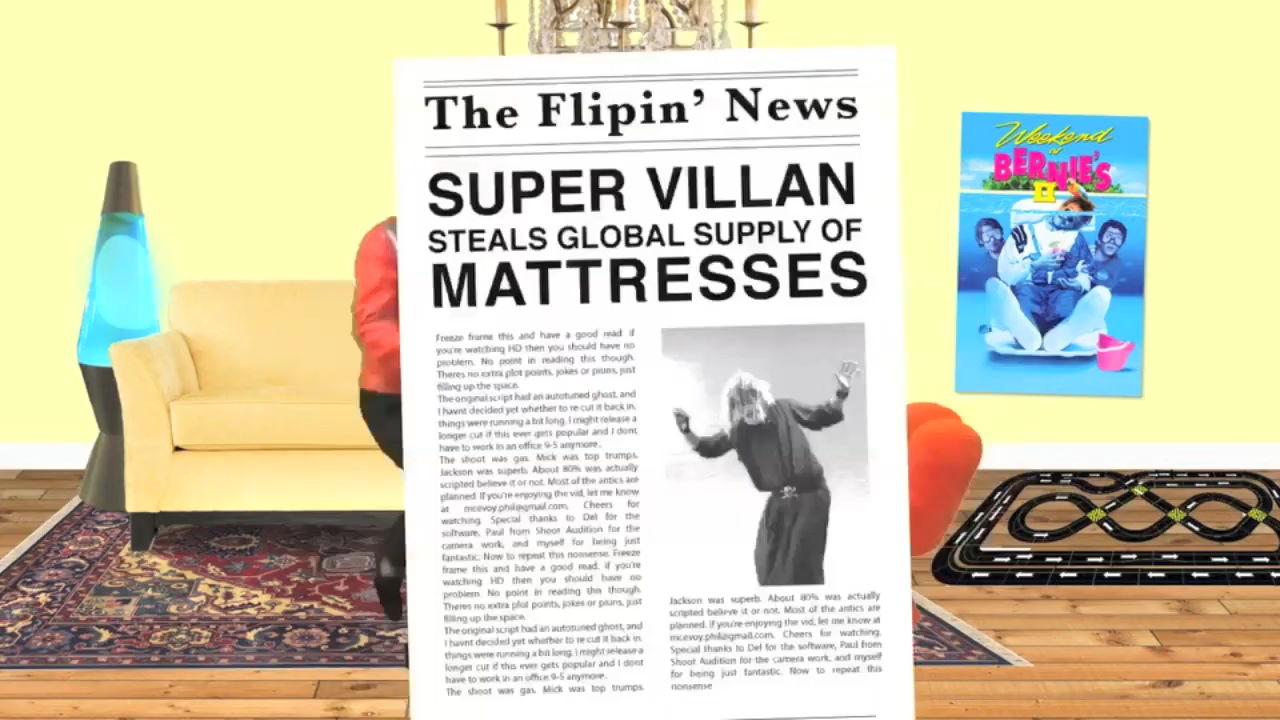 The Flipin' News
SUPER VILLAN
STEALS GLOBAL SUPPLY OF
MATTRESSES
Freeze frame this and have a good read. if
you're watching HD then you should have no
problem. No point in reading this though.
Theres no extra plot points, jokes or piuns, just
filling up the space.
The original script had an autotuned ghost, and
I havnt decided yet whether to re cut it back in.
things were running a bit long. I might release a
longer cut if this ever gets popular and I dont
have to work in an office 9-5 anymore..
The shoot was gas. Mick was top trumps.
Jackson was superb. About 80% was actually
scripted believe it or not. Most of the antics are
planned. If you're enjoying the vid, let me know
at mcevoy.phil@gmail.com. Cheers for
watching. Special thanks to Del for the
software, Paul from Shoot Audition for the
camera work, and myself for being just
fantastic. Now to repeat this nonsense. Freeze
frame this and have a good read. if you're
watching HD then you should have no
problem. No point in reading this though.
Theres no extra plot points, jokes or piuns, just
filling up the space.
The original script had an autotuned ghost, and
I havnt decided yet whether to re cut it back in.
things were running a bit long. I might release a
longer cut if this ever gets popular and I dont
have to work in an office 9-5 anymore.
The shoot was gas. Mick was top trumps.
Jackson was superb. About 80% was actually
scripted believe it or not. Most of the antics are
planned. If you're enjoying the vid, let me know at
mcevoy.phil@gmail.com. Cheers for watching.
Special thanks to Del for the software, Paul from
Shoot Audition for the camera work, and myself
for being just fantastic. Now to repeat this
nonsense
Weekend
at
BERNIE'S
II